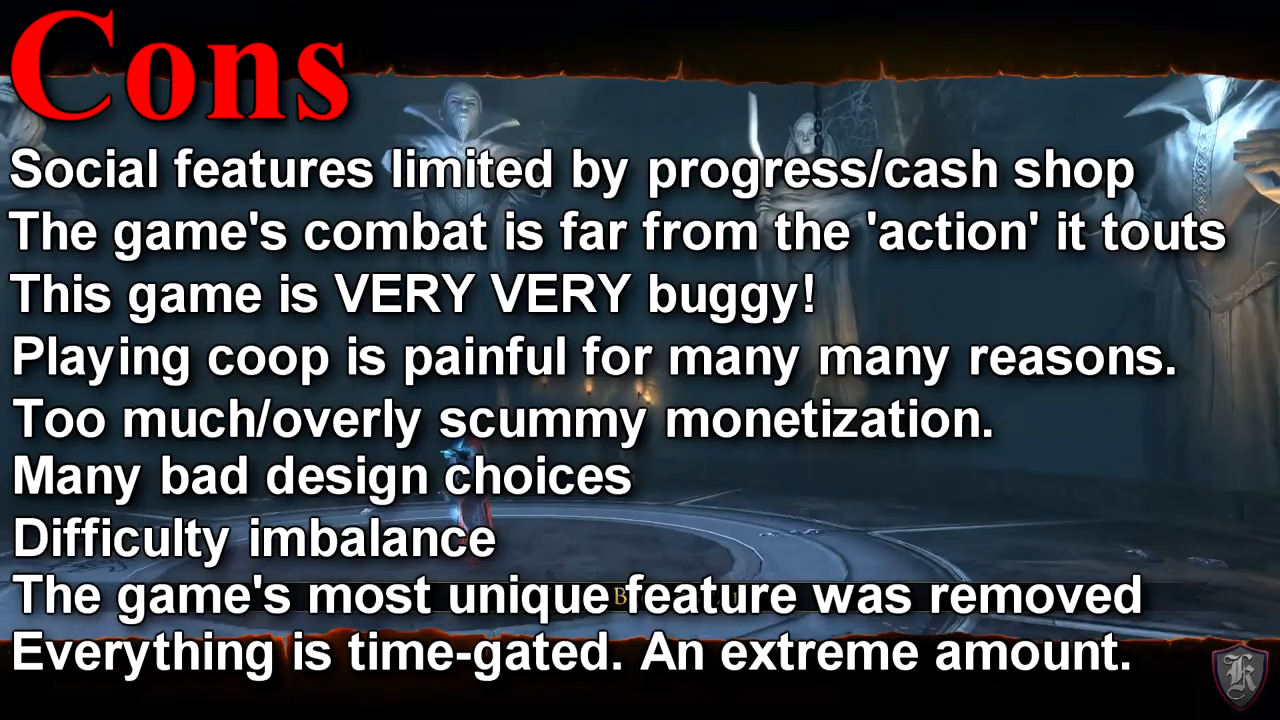 Cons
Social features limited by progress/cash shop
The game's combat is far from the 'action' it touts
This game is VERY VERY buggy!
Playing coop is painful for many many reasons.
Too much/overly scummy monetization.
Many bad design choices
Difficulty imbalance
The game's most unique feature was removed
Everything is time-gated. An extreme amount.